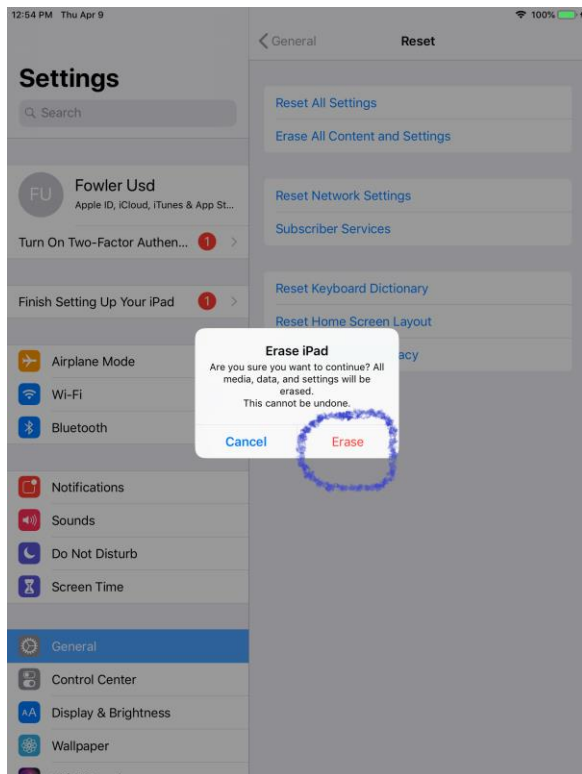 12:54 PM Thu Apr 9
100%
General
Reset
Settings
Search
Reset All Settings
Erase All Content and Settings
FU
Fowler Usd
Apple ID, iCloud, iTunes & App St...
Reset Network Settings
Subscriber Services
Turn On Two-Factor Authen... 1
Finish Setting Up Your iPad 1
Reset Keyboard Dictionary
Reset Home Screen Layout
acy
Erase iPad
Are you sure you want to continue? All
media, data, and settings will be
erased.
This cannot be undone.
Cancel
Erase
Airplane Mode
Wi-Fi
Bluetooth
Notifications
Sounds
Do Not Disturb
Screen Time
General
Control Center
AA
Display & Brightness
Wallpaper